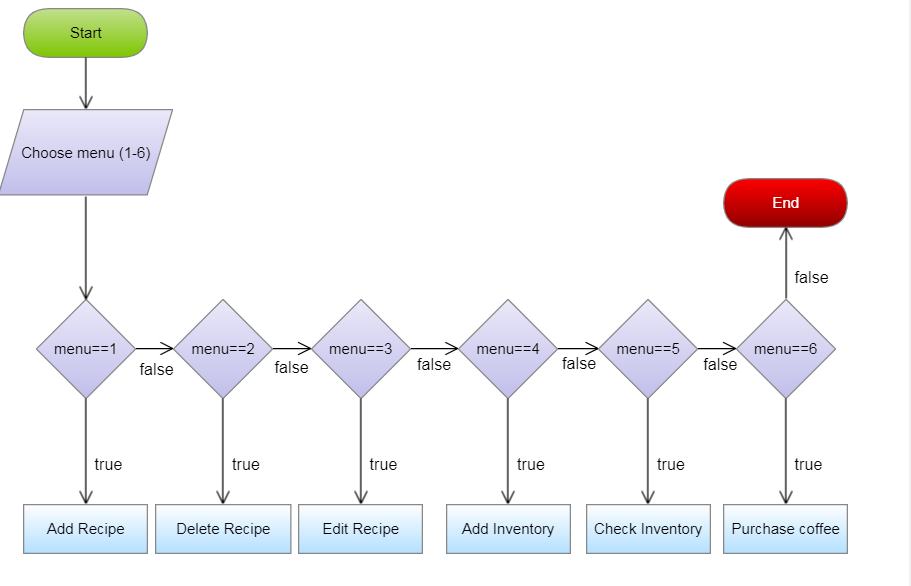 Start
Choose menu (1-6)
End
false
menu==1
menu==2
menu==3
menu==4
menu==5
menu==6
false
false
false
false
false
true
true
true
true
true
true
Add Recipe
Delete Recipe
Edit Recipe
Add Inventory
Check Inventory
Purchase coffee